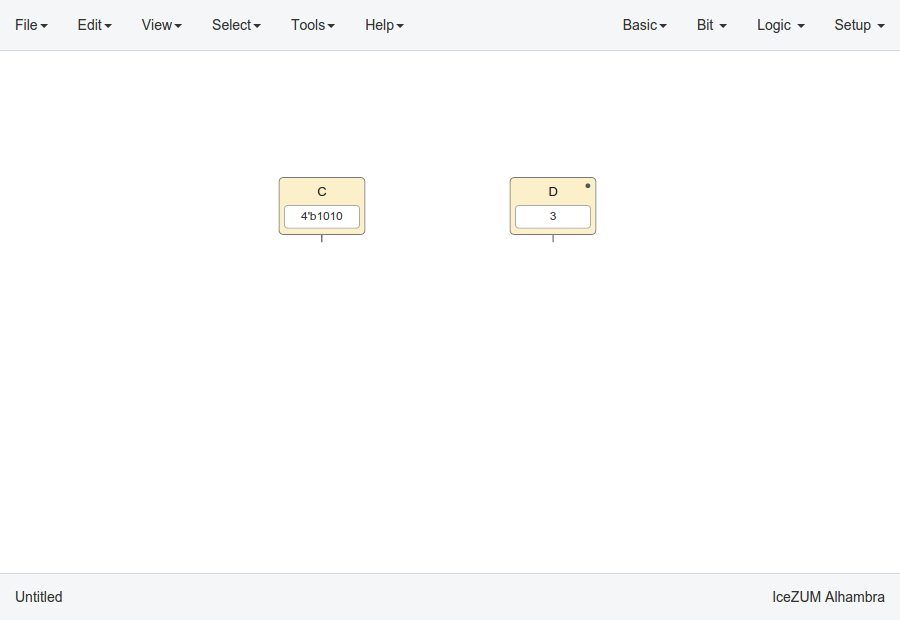 File Edit View Select Tools Help Basic Bit Logic Setup
C D
4'b1010 3
Untitled IceZUM Alhambra